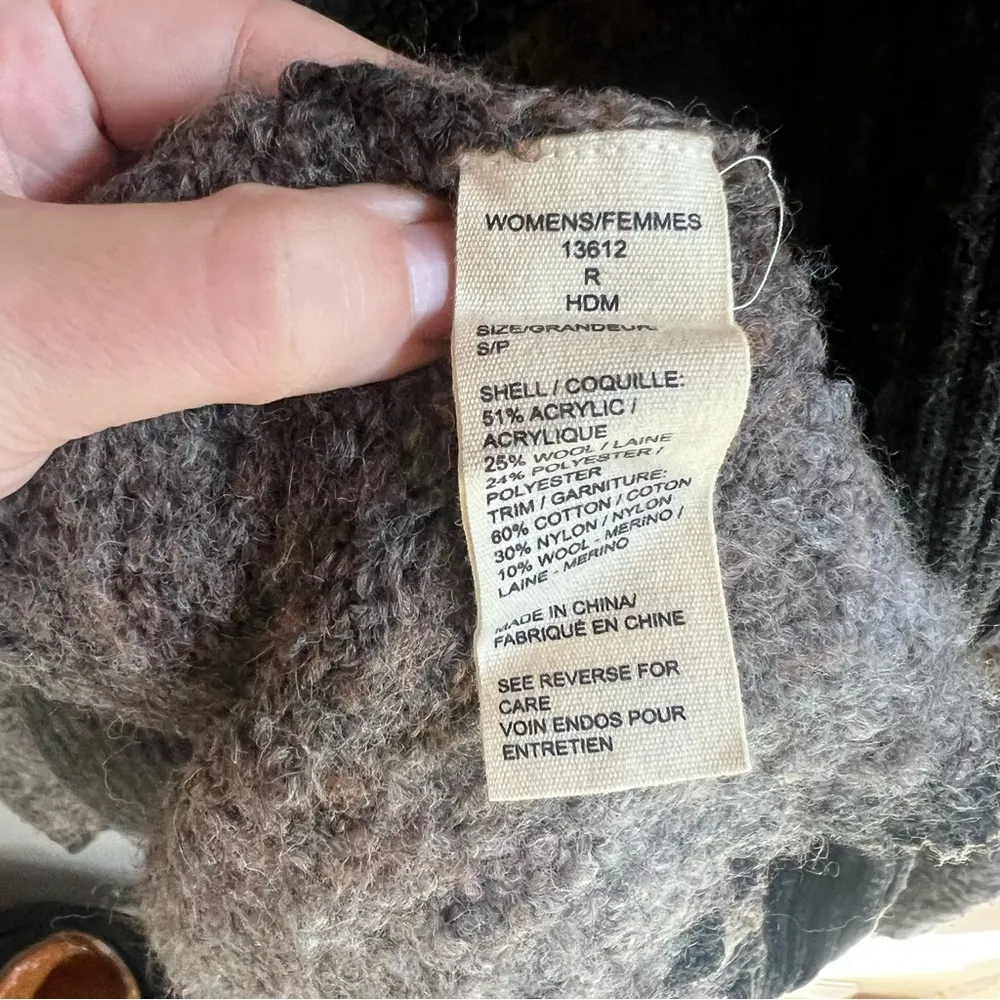 WOMENS/FEMMES
13612
R
HDM
SIZE/GRANDEUR:
S/P
SHELL / COQUILLE:
51% ACRYLIC /
ACRYLIQUE
25% WOOL / LAINE
24% POLYESTER /
POLYESTER
TRIM / GARNITURE:
60% COTTON / COTON
30% NYLON / NYLON
10% WOOL - MERINO /
LAINE - MERINO
MADE IN CHINA/
FABRIQUÉ EN CHINE
SEE REVERSE FOR
CARE
VOIN ENDOS POUR
ENTRETIEN